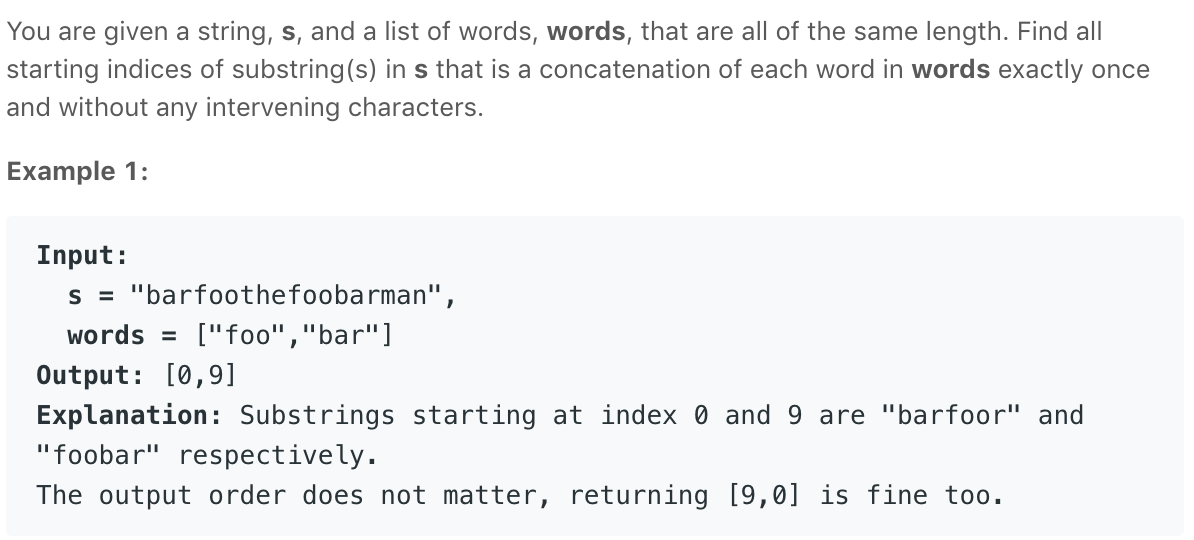 You are given a string, s, and a list of words, words, that are all of the same length. Find all
starting indices of substring(s) in s that is a concatenation of each word in words exactly once
and without any intervening characters.
Example 1:
Input:
s = "barfoothefoobarman",
words = ["foo","bar"]
Output: [0,9]
Explanation: Substrings starting at index 0 and 9 are "barfoor" and
"foobar" respectively.
The output order does not matter, returning [9,0] is fine too.